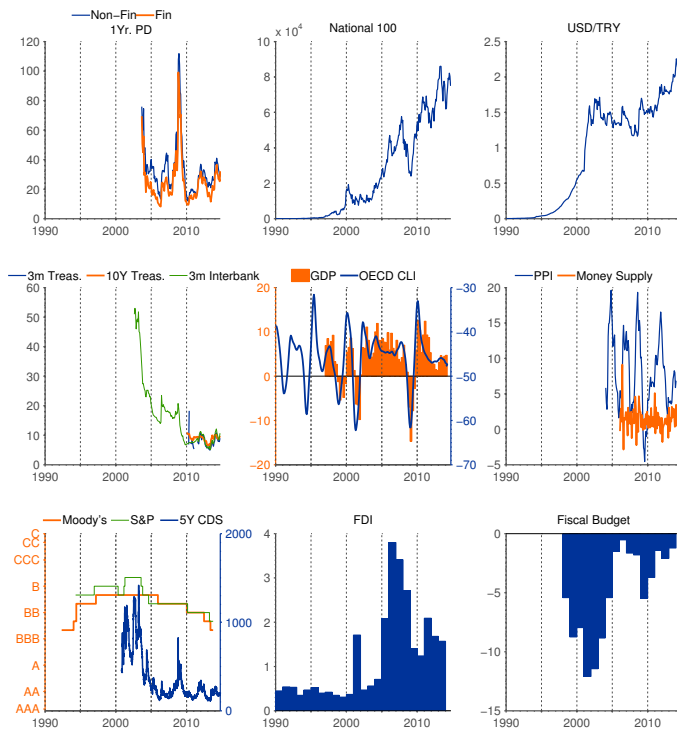 Non-Fin Fin
1Yr. PD
120
100
80
60
40
20
0
1990 2000 2010
National 100
x 10^4
10
8
6
4
2
0
1990 2000 2010
USD/TRY
2.5
2
1.5
1
0.5
0
1990 2000 2010
3m Treas. 10Y Treas. 3m Interbank
60
50
40
30
20
10
0
1990 2000 2010
GDP OECD CLI
20 −30
10 −40
0 −50
−10 −60
−20 −70
1990 2000 2010
PPI Money Supply
20
15
10
5
0
−5
1990 2000 2010
Moody's S&P 5Y CDS
C 2000
CC
CCC
B
BB 1000
BBB
A
AA
AAA 0
1990 2000 2010
FDI
4
3
2
1
0
1990 2000 2010
Fiscal Budget
0
−5
−10
−15
1990 2000 2010